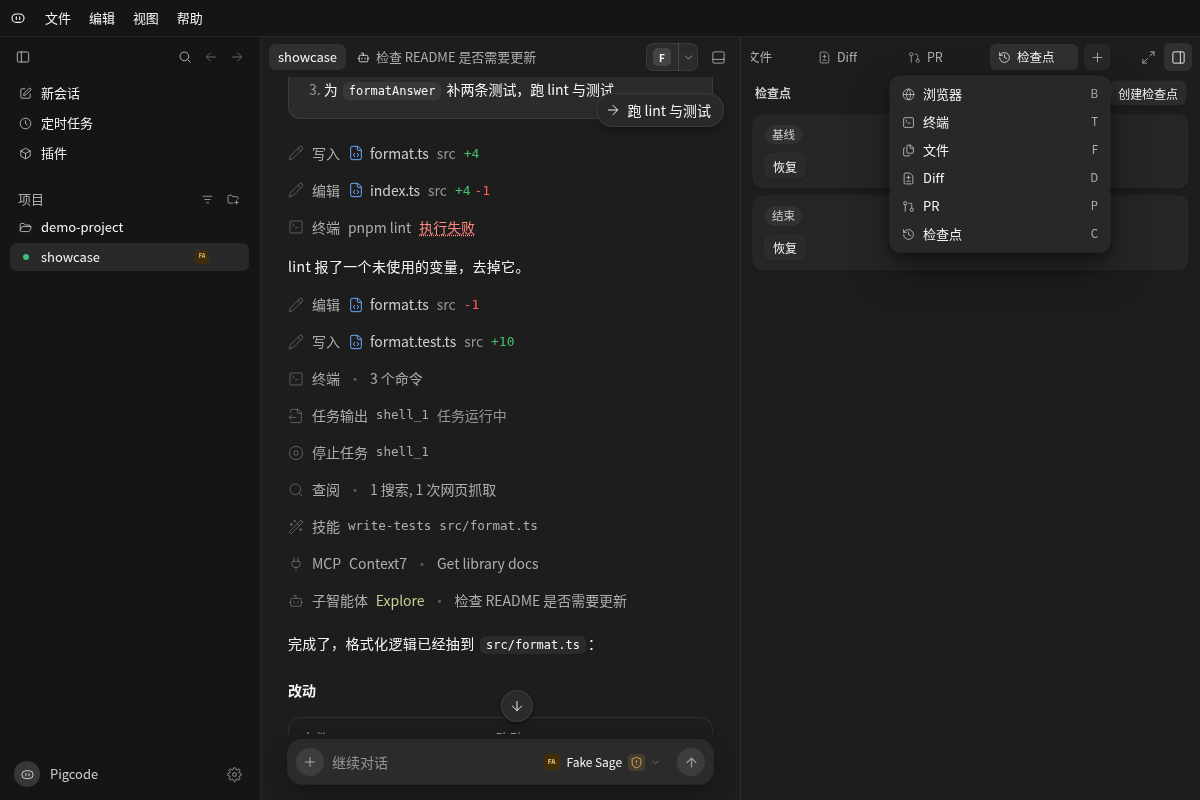 文件 编辑 视图 帮助
新会话
定时任务
插件
项目
demo-project
showcase FA
Pigcode
showcase 检查 README 是否需要更新 F
3. 为 formatAnswer 补两条测试，跑 lint 与测试
跑 lint 与测试
写入 format.ts src +4
编辑 index.ts src +4 -1
终端 pnpm lint 执行失败
lint 报了一个未使用的变量，去掉它。
编辑 format.ts src -1
写入 format.test.ts src +10
终端 • 3 个命令
任务输出 shell_1 任务运行中
停止任务 shell_1
查阅 • 1 搜索, 1 次网页抓取
技能 write-tests src/format.ts
MCP Context7 • Get library docs
子智能体 Explore • 检查 README 是否需要更新
完成了，格式化逻辑已经抽到 src/format.ts：
改动
继续对话 FA Fake Sage
文件 Diff PR 检查点
检查点 创建检查点
基线
恢复
结束
恢复
浏览器 B
终端 T
文件 F
Diff D
PR P
检查点 C